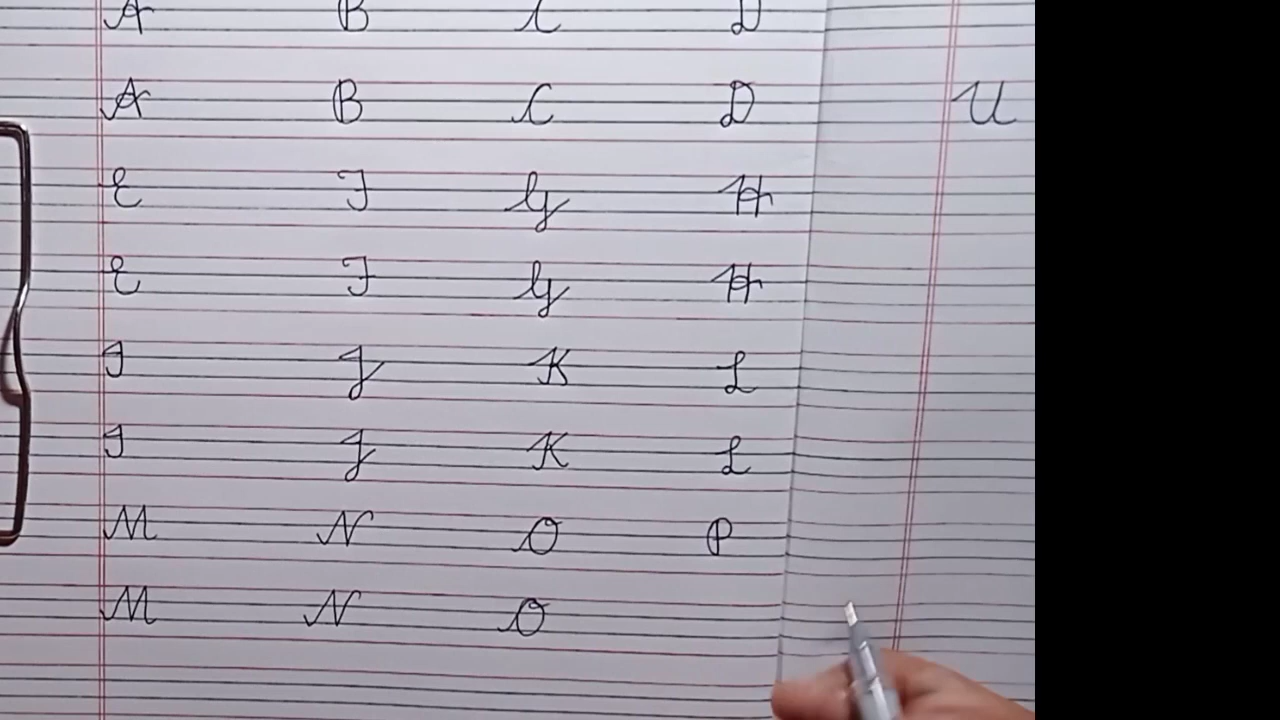 A B C D
A B C D U
E F G H
E F G H
I J K L
I J K L
M N O P
M N O